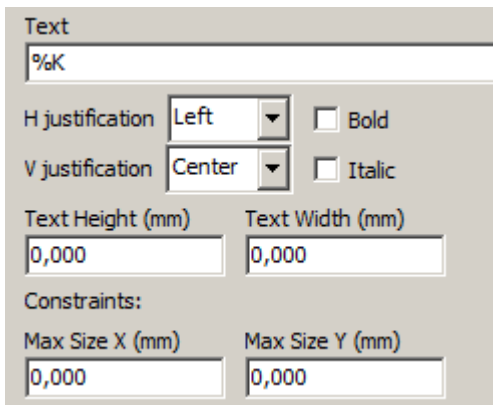 Text
%K
H justification Left Bold
V justification Center Italic
Text Height (mm) Text Width (mm)
0,000 0,000
Constraints:
Max Size X (mm) Max Size Y (mm)
0,000 0,000